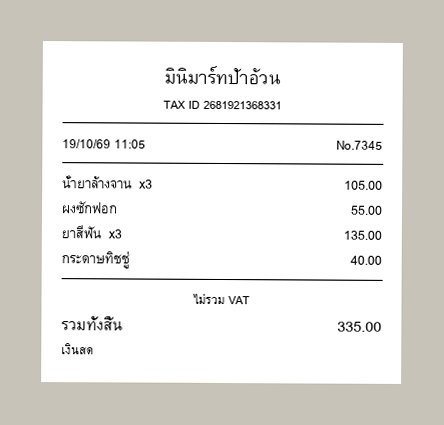 มินิมาร์ทป้าอ้วน
TAX ID 2681921368331
19/10/69 11:05 No.7345
น้ำยาล้างจาน x3 105.00
ผงซักฟอก 55.00
ยาสีฟัน x3 135.00
กระดาษทิชชู่ 40.00
ไม่รวม VAT
รวมทั้งสิ้น 335.00
เงินสด